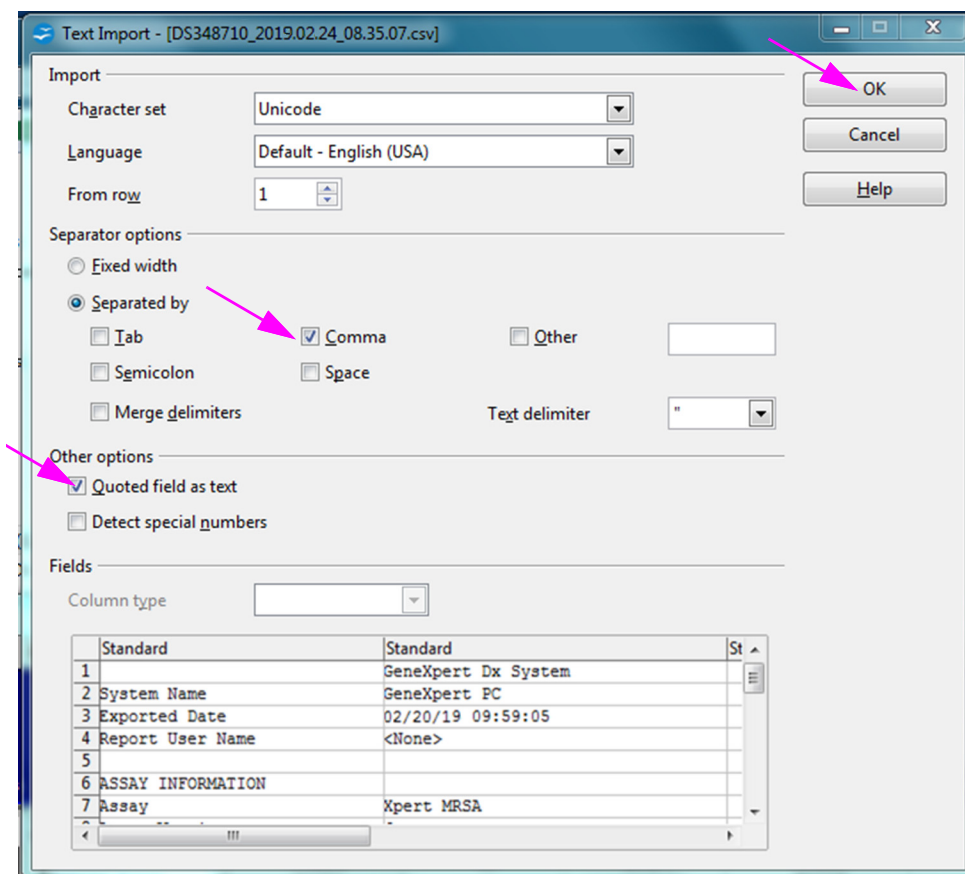 Text Import - [DS348710_2019.02.24_08.35.07.csv]
Import
OK
Character set Unicode
Cancel
Language Default - English (USA)
Help
From row 1
Separator options
Fixed width
Separated by
Tab Comma Other
Semicolon Space
Merge delimiters Text delimiter "
Other options
Quoted field as text
Detect special numbers
Fields
Column type
Standard Standard St
1 GeneXpert Dx System
2 System Name GeneXpert PC
3 Exported Date 02/20/19 09:59:05
4 Report User Name <None>
5
6 ASSAY INFORMATION
7 Assay Xpert MRSA